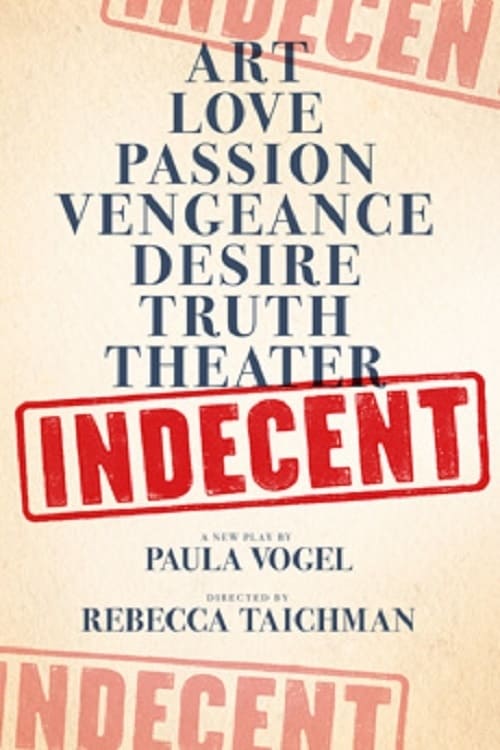 INDECENT
ART
LOVE
PASSION
VENGEANCE
DESIRE
TRUTH
THEATER
INDECENT
A NEW PLAY BY
PAULA VOGEL
DIRECTED BY
REBECCA TAICHMAN
INDECENT